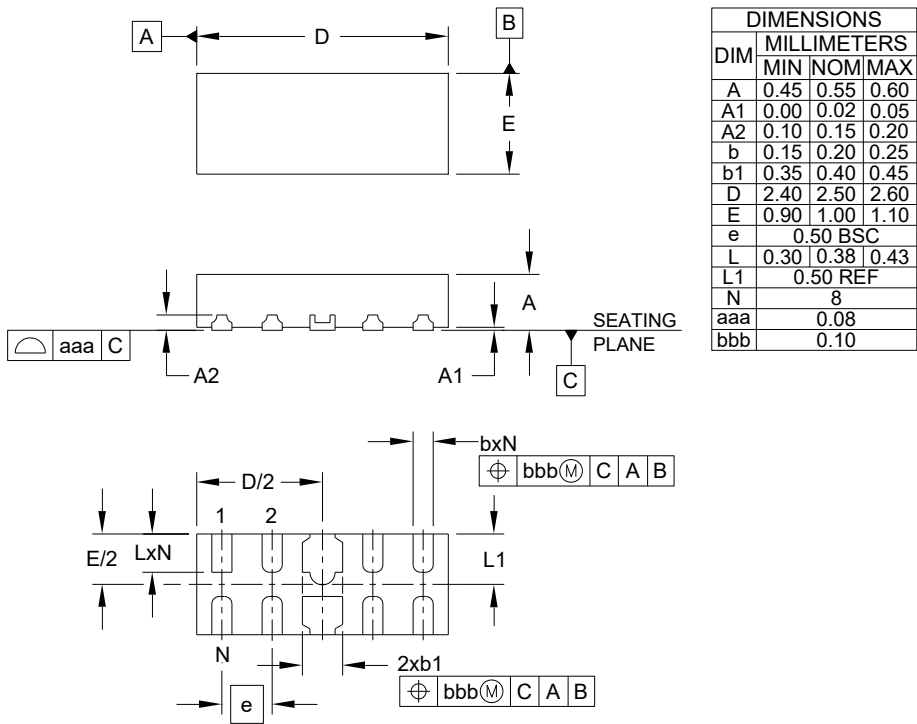 A
D
B
E
A
SEATING
PLANE
aaa C
A2
A1
C
bxN
bbb Ⓜ C A B
D/2
1 2
E/2
LxN
L1
N
2xb1
bbb Ⓜ C A B
e
DIMENSIONS
DIM MILLIMETERS
MIN NOM MAX
A 0.45 0.55 0.60
A1 0.00 0.02 0.05
A2 0.10 0.15 0.20
b 0.15 0.20 0.25
b1 0.35 0.40 0.45
D 2.40 2.50 2.60
E 0.90 1.00 1.10
e 0.50 BSC
L 0.30 0.38 0.43
L1 0.50 REF
N 8
aaa 0.08
bbb 0.10